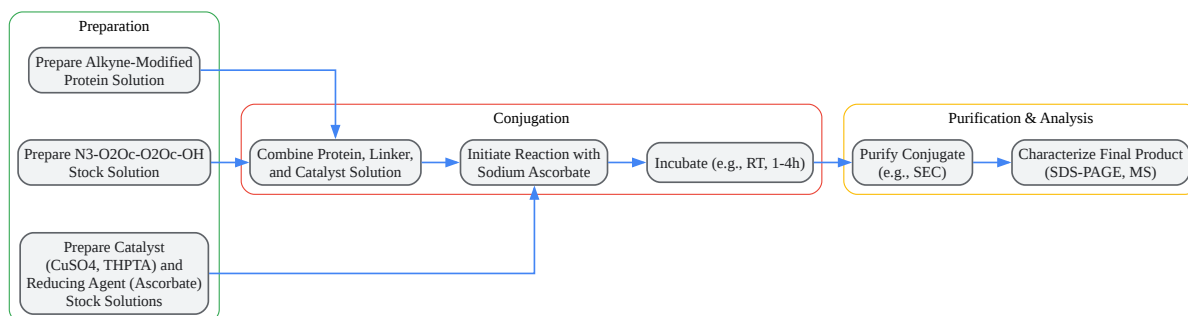 Preparation
Prepare Alkyne-Modified
Protein Solution
Prepare N3-O2Oc-O2Oc-OH
Stock Solution
Prepare Catalyst
(CuSO4, THPTA) and
Reducing Agent (Ascorbate)
Stock Solutions
Conjugation
Combine Protein, Linker,
and Catalyst Solution
Initiate Reaction with
Sodium Ascorbate
Incubate (e.g., RT, 1-4h)
Purification & Analysis
Purify Conjugate
(e.g., SEC)
Characterize Final Product
(SDS-PAGE, MS)